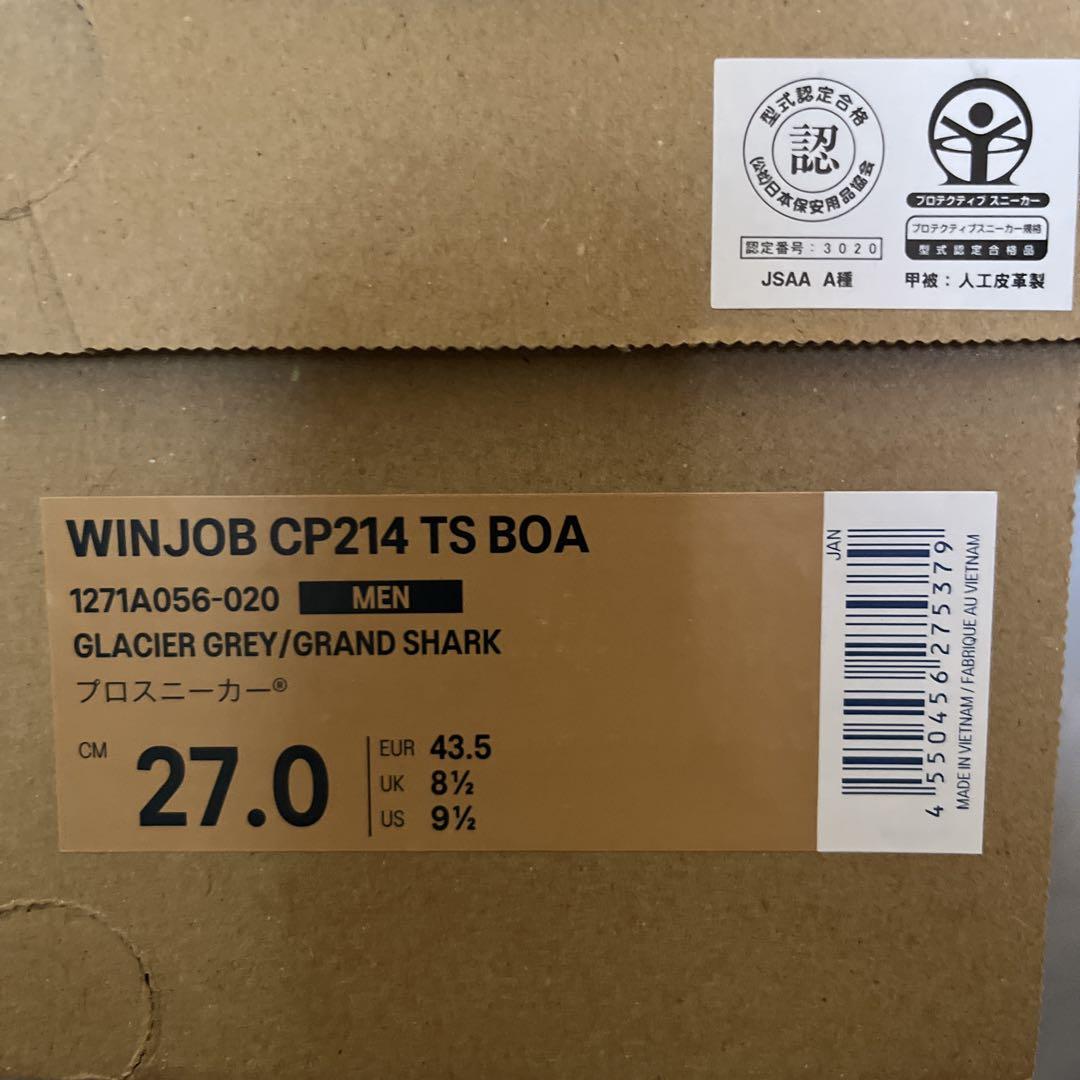 型式認定合格
認
(公社)日本保安用品協会
認定番号：3020
JSAA A種
プロテクティブ スニーカー
プロテクティブスニーカー規格
型式認定合格品
甲被：人工皮革製
WINJOB CP214 TS BOA
1271A056-020 MEN
GLACIER GREY/GRAND SHARK
プロスニーカー®
CM 27.0
EUR 43.5
UK 8½
US 9½
JAN
4 550456 275379
MADE IN VIETNAM / FABRIQUE AU VIETNAM